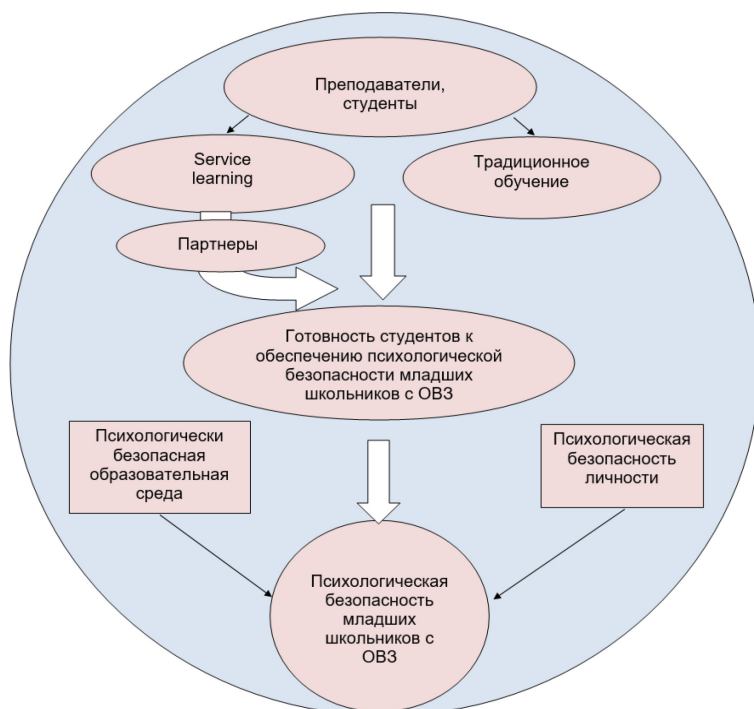 Преподаватели,
студенты
Service
learning
Традиционное
обучение
Партнеры
Готовность студентов к
обеспечению психологической
безопасности младших
школьников с ОВЗ
Психологически
безопасная
образовательная
среда
Психологическая
безопасность
личности
Психологическая
безопасность
младших
школьников с
ОВЗ